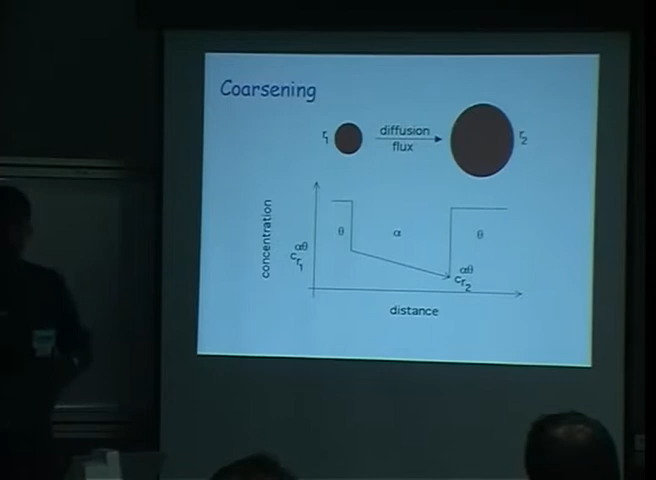 Coarsening
r1 diffusion r2
flux
concentration
θ α θ
c αθ r1
c αθ r2
distance